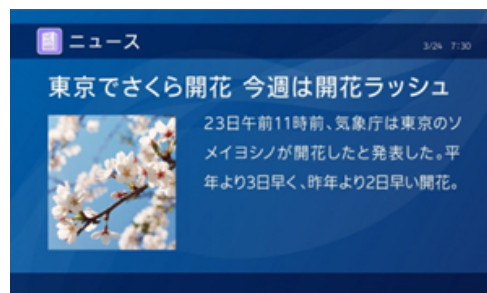 ニュース
3/24 7:30
東京でさくら開花 今週は開花ラッシュ
23日午前11時前、気象庁は東京のソ
メイヨシノが開花したと発表した。平
年より3日早く、昨年より2日早い開花。